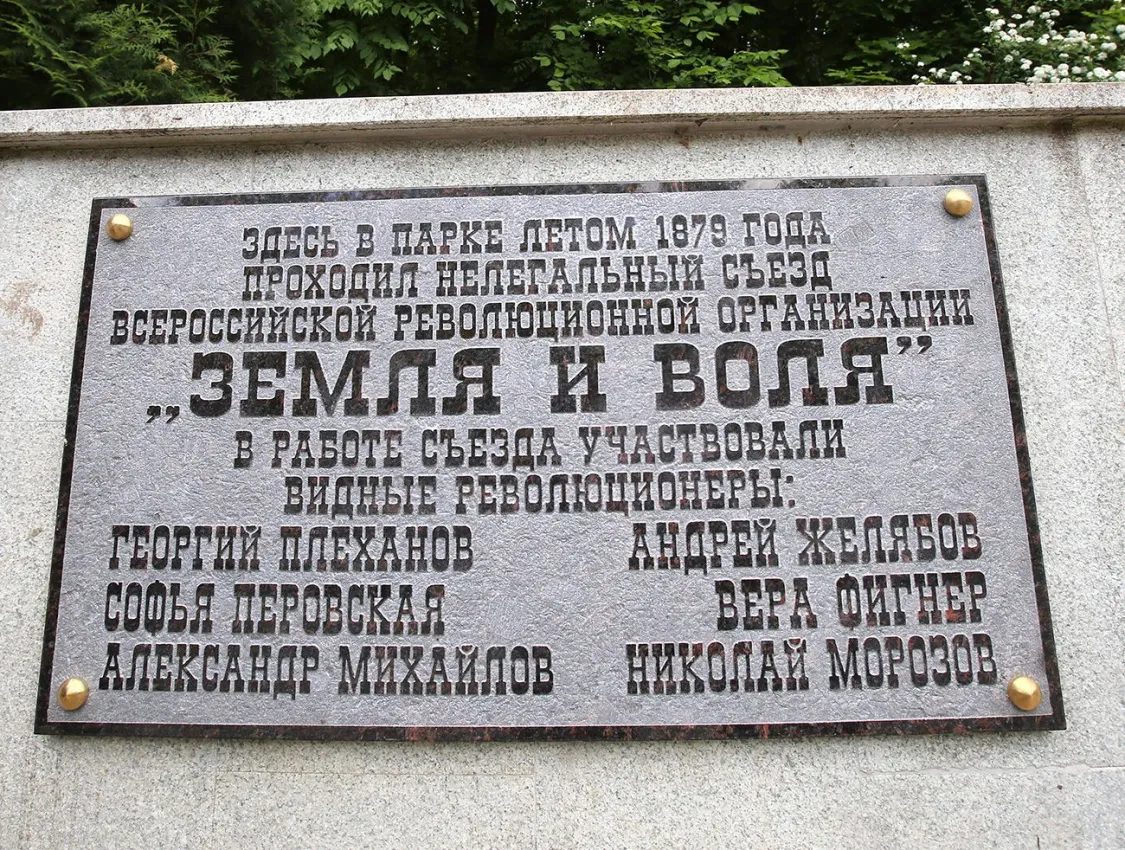 ЗДЕСЬ В ПАРКЕ ЛЕТОМ 1879 ГОДА
ПРОХОДИЛ НЕЛЕГАЛЬНЫЙ СЪЕЗД
ВСЕРОССИЙСКОЙ РЕВОЛЮЦИОННОЙ ОРГАНИЗАЦИИ
„ЗЕМЛЯ И ВОЛЯ”
В РАБОТЕ СЪЕЗДА УЧАСТВОВАЛИ
ВИДНЫЕ РЕВОЛЮЦИОНЕРЫ:
ГЕОРГИЙ ПЛЕХАНОВ АНДРЕЙ ЖЕЛЯБОВ
СОФЬЯ ПЕРОВСКАЯ ВЕРА ФИГНЕР
АЛЕКСАНДР МИХАЙЛОВ НИКОЛАЙ МОРОЗОВ